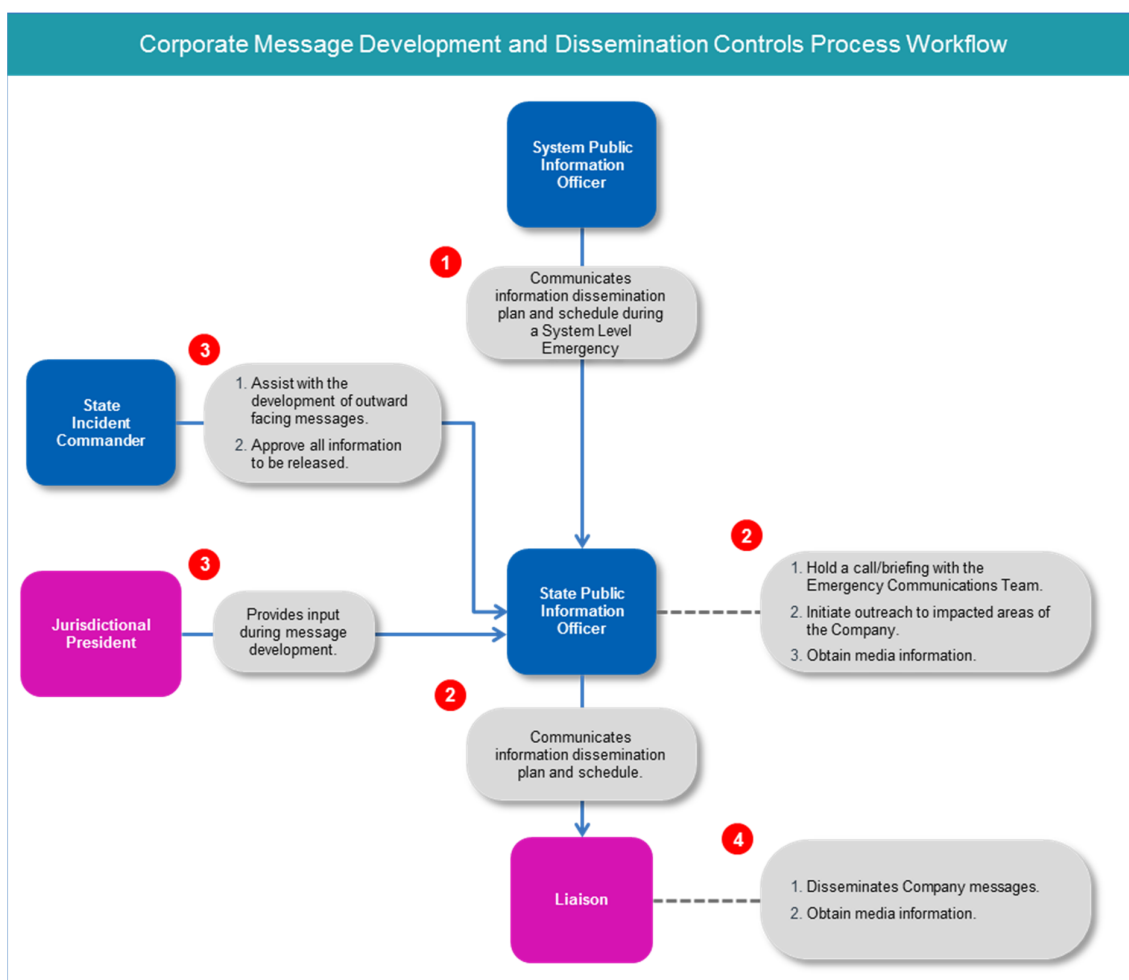 Corporate Message Development and Dissemination Controls Process Workflow
System Public
Information
Officer
1
Communicates
information dissemination
plan and schedule during
a System Level
Emergency
3
State
Incident
Commander
1. Assist with the
development of outward
facing messages.
2. Approve all information
to be released.
3
Jurisdictional
President
Provides input
during message
development.
State Public
Information
Officer
2
1. Hold a call/briefing with the
Emergency Communications Team.
2. Initiate outreach to impacted areas of
the Company.
3. Obtain media information.
2
Communicates
information dissemination
plan and schedule.
Liaison
4
1. Disseminates Company messages.
2. Obtain media information.